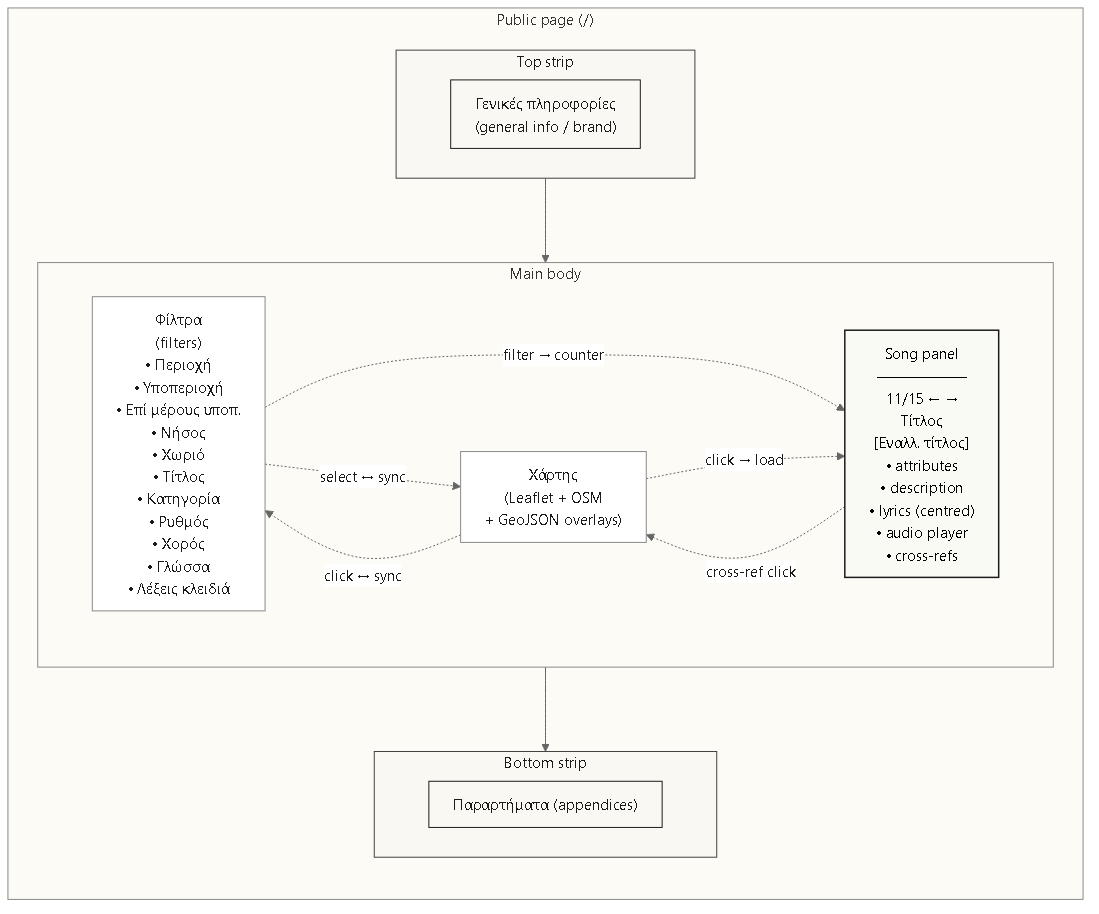 Public page (/)
Top strip
Γενικές πληροφορίες
(general info / brand)
Main body
Φίλτρα
(filters)
• Περιοχή
• Υποπεριοχή
• Επί μέρους υποπ.
• Νήσος
• Χωριό
• Τίτλος
• Κατηγορία
• Ρυθμός
• Χορός
• Γλώσσα
• Λέξεις κλειδιά
filter → counter
select ↔ sync
click ↔ sync
Χάρτης
(Leaflet + OSM
+ GeoJSON overlays)
click → load
cross-ref click
Song panel
11/15 ← →
Τίτλος
[Εναλλ. τίτλος]
• attributes
• description
• lyrics (centred)
• audio player
• cross-refs
Bottom strip
Παραρτήματα (appendices)